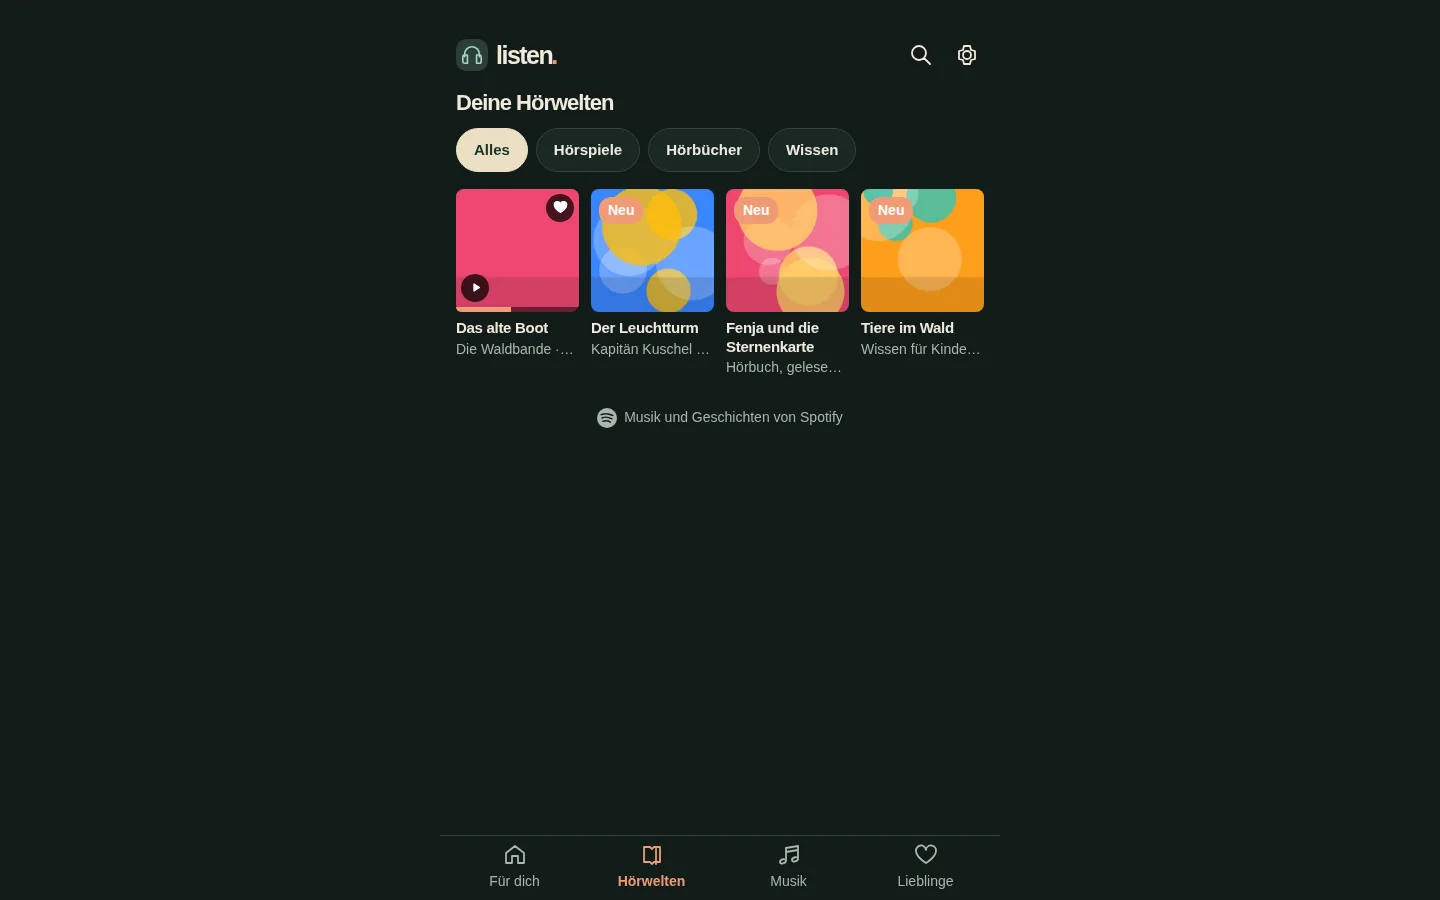 listen.
Deine Hörwelten
Alles
Hörspiele
Hörbücher
Wissen
Neu
Neu
Neu
Das alte Boot
Die Waldbande ·…
Der Leuchtturm
Kapitän Kuschel …
Fenja und die
Sternenkarte
Hörbuch, gelese…
Tiere im Wald
Wissen für Kinde…
Musik und Geschichten von Spotify
Für dich
Hörwelten
Musik
Lieblinge